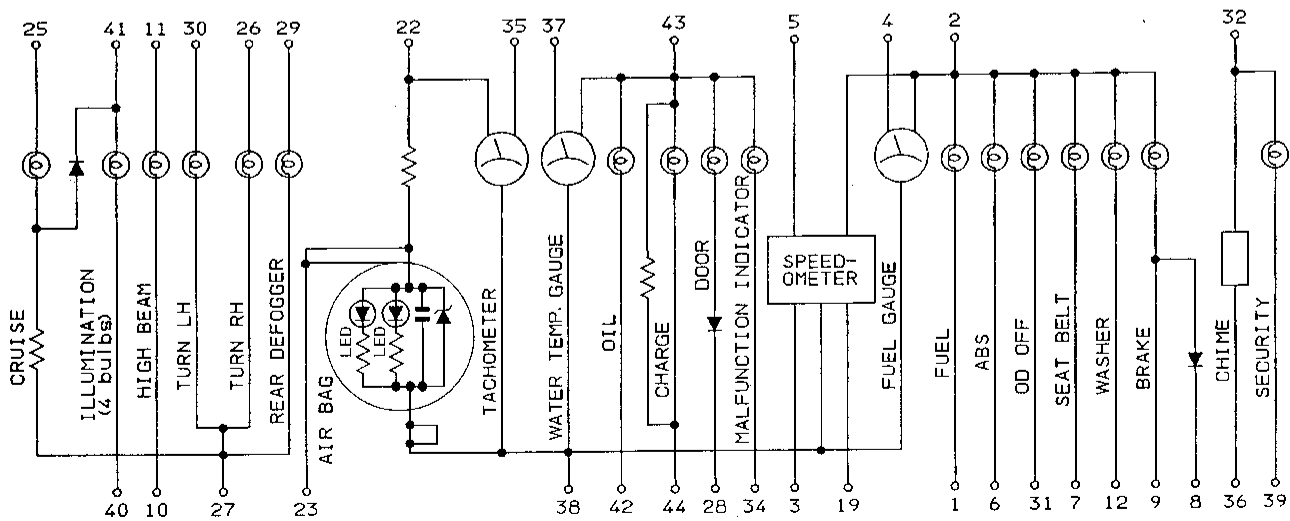 25 41 11 30 26 29 22 35 37 43 5 4 2 32
CRUISE
ILLUMINATION
(4 bulbs)
HIGH BEAM
TURN LH
TURN RH
REAR DEFOGGER
AIR BAG
LED
LED
TACHOMETER
WATER TEMP. GAUGE
OIL
CHARGE
DOOR
MALFUNCTION INDICATOR
SPEED-
OMETER
FUEL GAUGE
FUEL
ABS
OD OFF
SEAT BELT
WASHER
BRAKE
CHIME
SECURITY
40 10 27 23 38 42 44 28 34 3 19 1 6 31 7 12 9 8 36 39